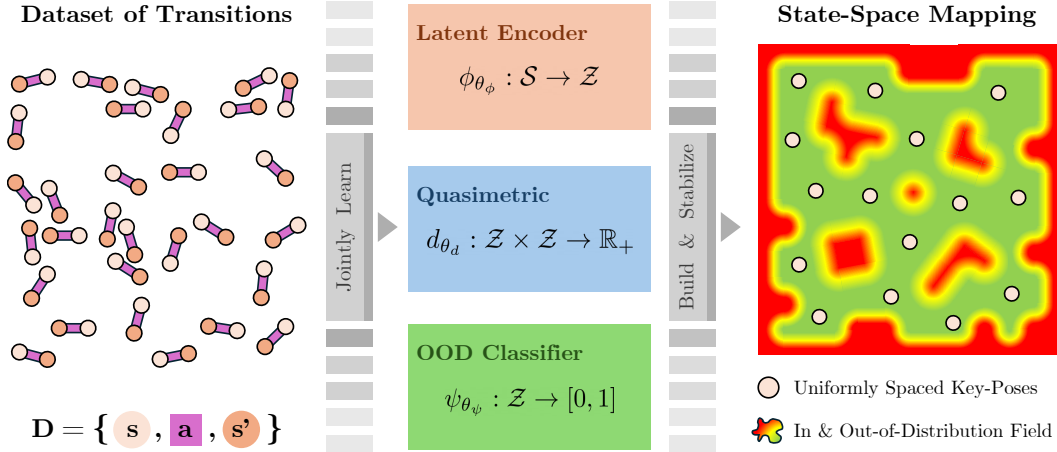 Dataset of Transitions
D = { s , a , s' }
Jointly Learn
Latent Encoder
ϕ_{θ_ϕ} : 𝒮 → 𝒵
Quasimetric
d_{θ_d} : 𝒵 × 𝒵 → ℝ₊
OOD Classifier
ψ_{θ_ψ} : 𝒵 → [0, 1]
Build & Stabilize
State-Space Mapping
Uniformly Spaced Key-Poses
In & Out-of-Distribution Field